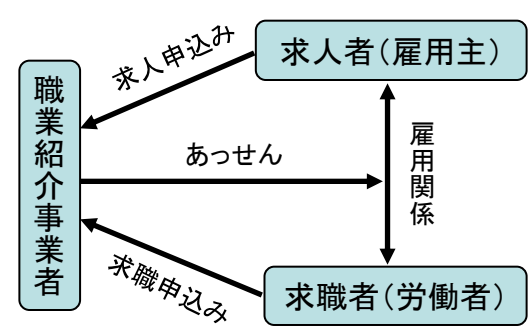 求人申込み
求人者（雇用主）
職業紹介事業者
あっせん
雇用関係
求職申込み
求職者（労働者）